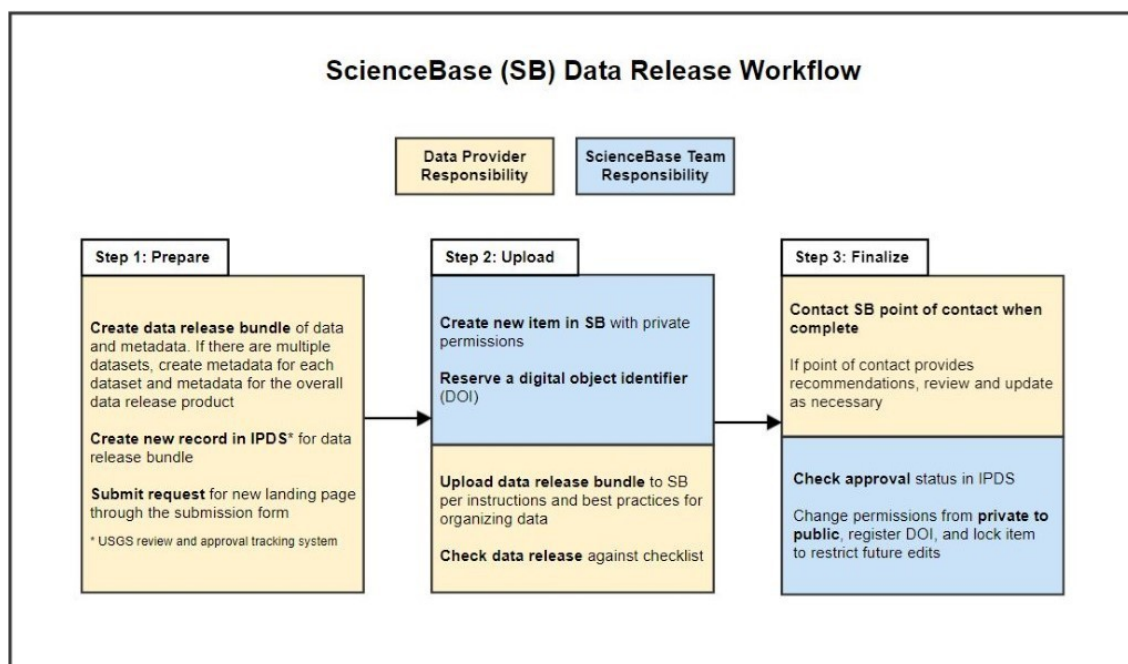 ScienceBase (SB) Data Release Workflow
Data Provider
Responsibility
ScienceBase Team
Responsibility
Step 1: Prepare
Create data release bundle of data
and metadata. If there are multiple
datasets, create metadata for each
dataset and metadata for the overall
data release product
Create new record in IPDS* for data
release bundle
Submit request for new landing page
through the submission form
* USGS review and approval tracking system
Step 2: Upload
Create new item in SB with private
permissions
Reserve a digital object identifier
(DOI)
Upload data release bundle to SB
per instructions and best practices for
organizing data
Check data release against checklist
Step 3: Finalize
Contact SB point of contact when
complete
If point of contact provides
recommendations, review and update
as necessary
Check approval status in IPDS
Change permissions from private to
public, register DOI, and lock item
to restrict future edits